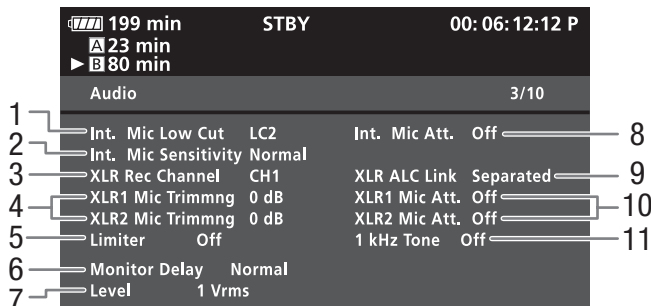 199 min STBY 00:06:12:12 P
A 23 min
B 80 min
Audio 3/10
1 Int. Mic Low Cut LC2 Int. Mic Att. Off 8
2 Int. Mic Sensitivity Normal
3 XLR Rec Channel CH1 XLR ALC Link Separated 9
4 XLR1 Mic Trimmng 0 dB XLR1 Mic Att. Off 10
XLR2 Mic Trimmng 0 dB XLR2 Mic Att. Off
5 Limiter Off 1 kHz Tone Off 11
6 Monitor Delay Normal
7 Level 1 Vrms